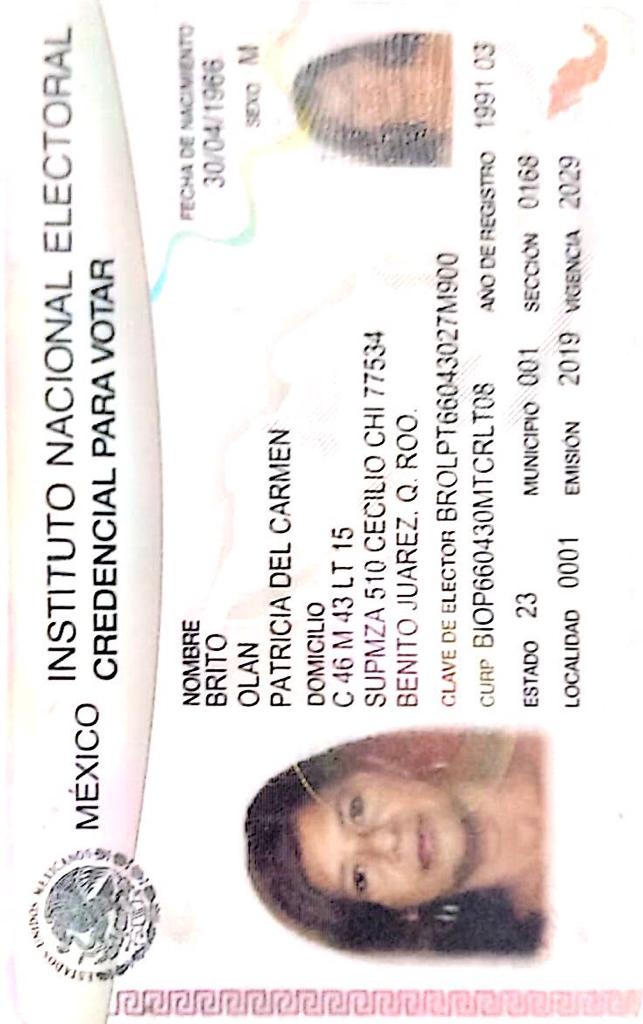 ESTADOS UNIDOS MEXICANOS
MÉXICO
INSTITUTO NACIONAL ELECTORAL
CREDENCIAL PARA VOTAR
NOMBRE
BRITO
OLAN
PATRICIA DEL CARMEN
FECHA DE NACIMIENTO
30/04/1966
SEXO M
DOMICILIO
C 46 M 43 LT 15
SUPMZA 510 CECILIO CHI 77534
BENITO JUAREZ, Q. ROO.
CLAVE DE ELECTOR BROLPT66043027M900
CURP BIOP660430MTCRLT08 AÑO DE REGISTRO 1991 03
ESTADO 23 MUNICIPIO 001 SECCIÓN 0168
LOCALIDAD 0001 EMISIÓN 2019 VIGENCIA 2029